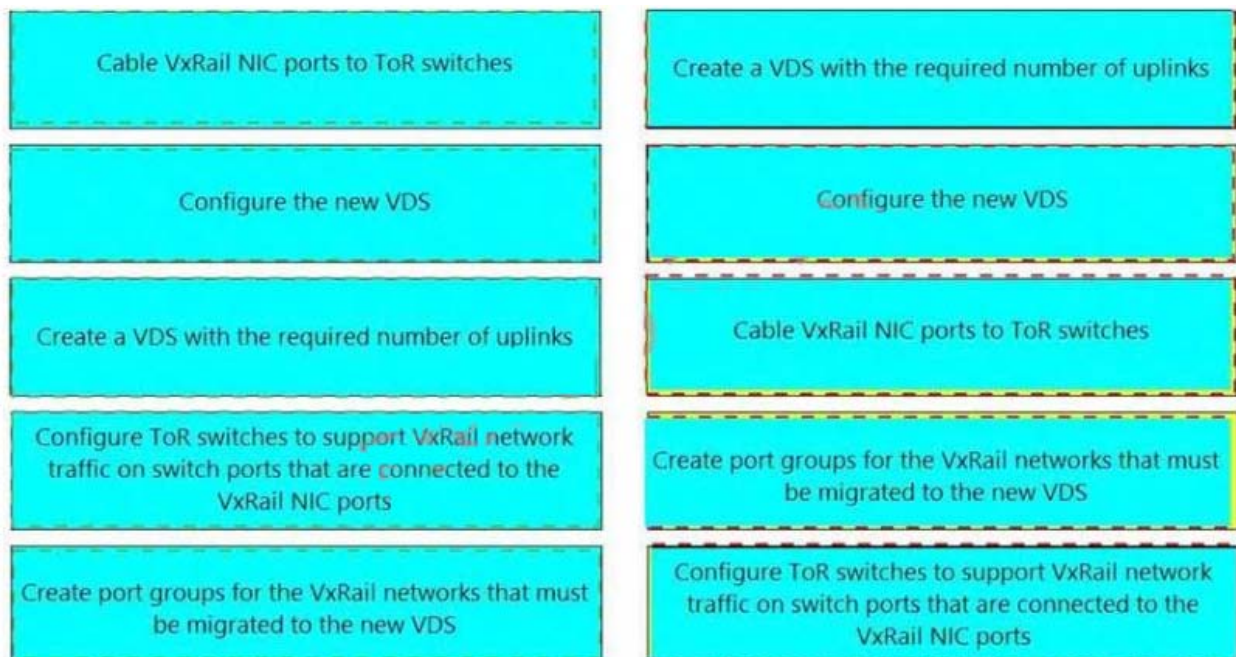 Cable VxRail NIC ports to ToR switches
Configure the new VDS
Create a VDS with the required number of uplinks
Configure ToR switches to support VxRail network
traffic on switch ports that are connected to the
VxRail NIC ports
Create port groups for the VxRail networks that must
be migrated to the new VDS
Create a VDS with the required number of uplinks
Configure the new VDS
Cable VxRail NIC ports to ToR switches
Create port groups for the VxRail networks that must
be migrated to the new VDS
Configure ToR switches to support VxRail network
traffic on switch ports that are connected to the
VxRail NIC ports